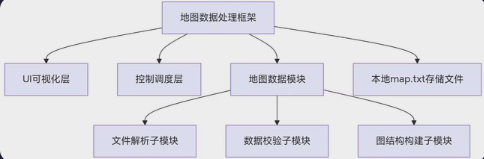 地图数据处理框架
UI可视化层
控制调度层
地图数据模块
本地map.txt存储文件
文件解析子模块
数据校验子模块
图结构构建子模块